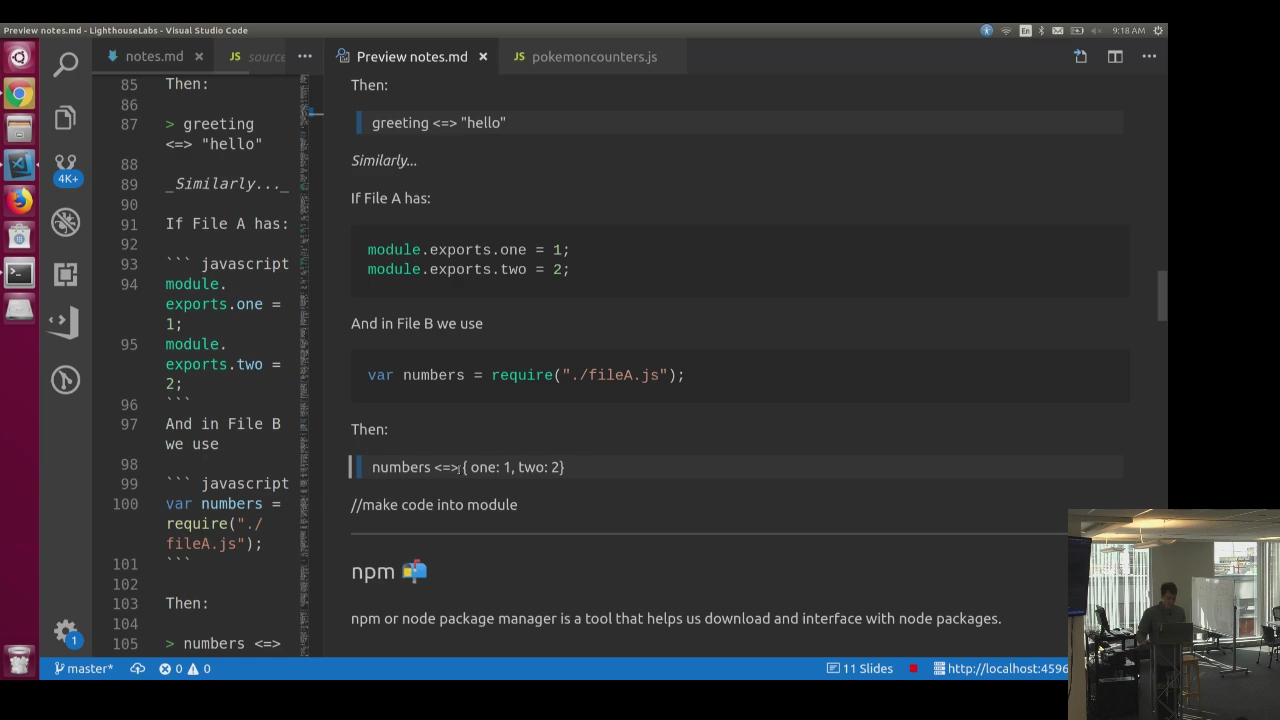 Preview notes.md - LighthouseLabs - Visual Studio Code
En
9:18 AM
notes.md
JS source
Preview notes.md
JS pokemoncounters.js
85 Then:
86
87 > greeting
<=> "hello"
88
89 _Similarly..._
90
91 If File A has:
92
93 ``` javascript
94 module.
exports.one =
1;
95 module.
exports.two =
2;
96 ```
97 And in File B
we use
98
99 ``` javascript
100 var numbers =
require("./
fileA.js");
101 ```
102
103 Then:
104
105 > numbers <=>
4K+
1
Then:
greeting <=> "hello"
Similarly...
If File A has:
module.exports.one = 1;
module.exports.two = 2;
And in File B we use
var numbers = require("./fileA.js");
Then:
numbers <=> { one: 1, two: 2}
//make code into module
npm
npm or node package manager is a tool that helps us download and interface with node packages.
master*
0
0
11 Slides
http://localhost:4596